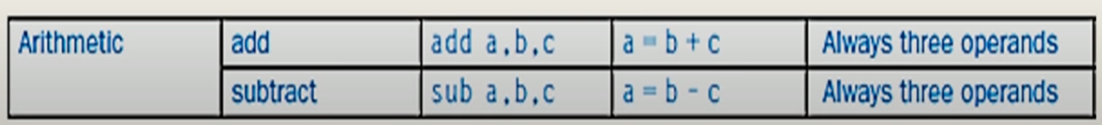 Arithmetic add add a,b,c a = b + c Always three operands
subtract sub a,b,c a = b - c Always three operands